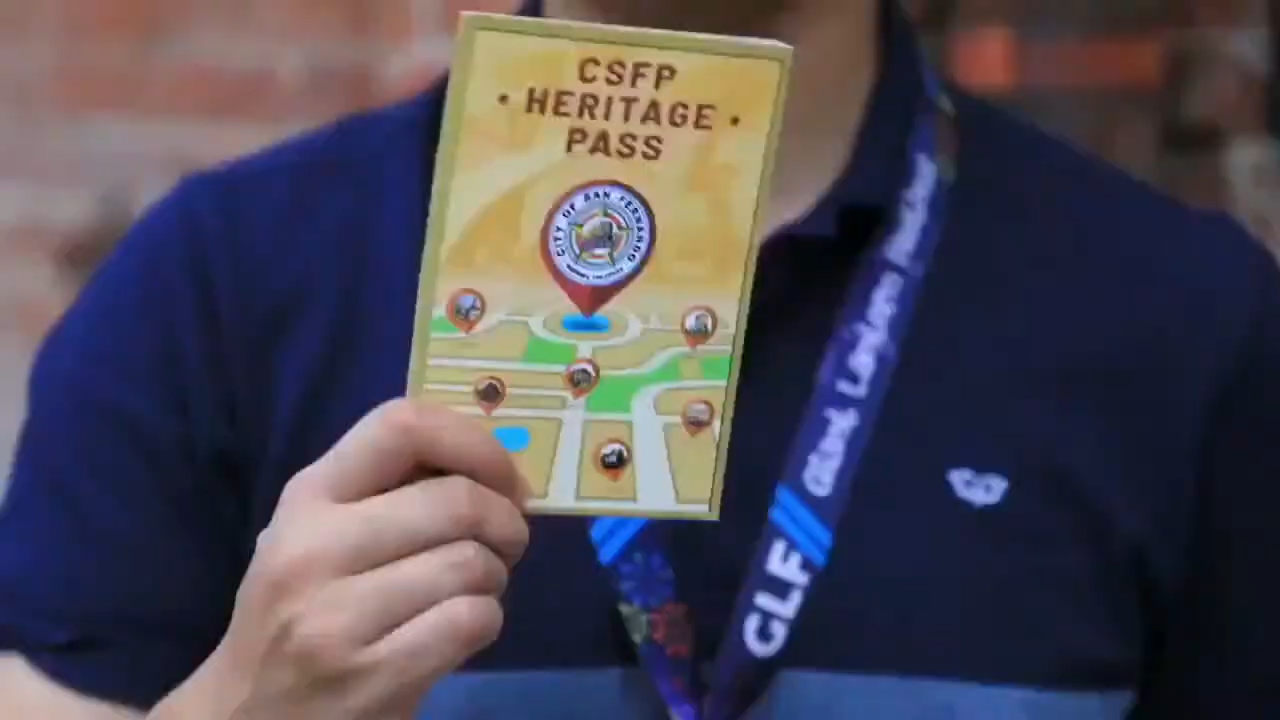 CSFP
• HERITAGE •
PASS
CITY OF SAN FERNANDO
GLF//